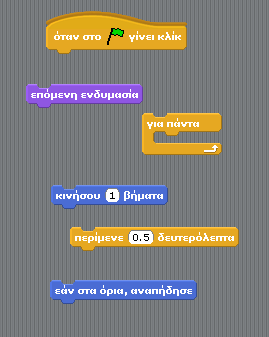 όταν στο γίνει κλικ
επόμενη ενδυμασία
για πάντα
κινήσου 1 βήματα
περίμενε 0.5 δευτερόλεπτα
εάν στα όρια, αναπήδησε